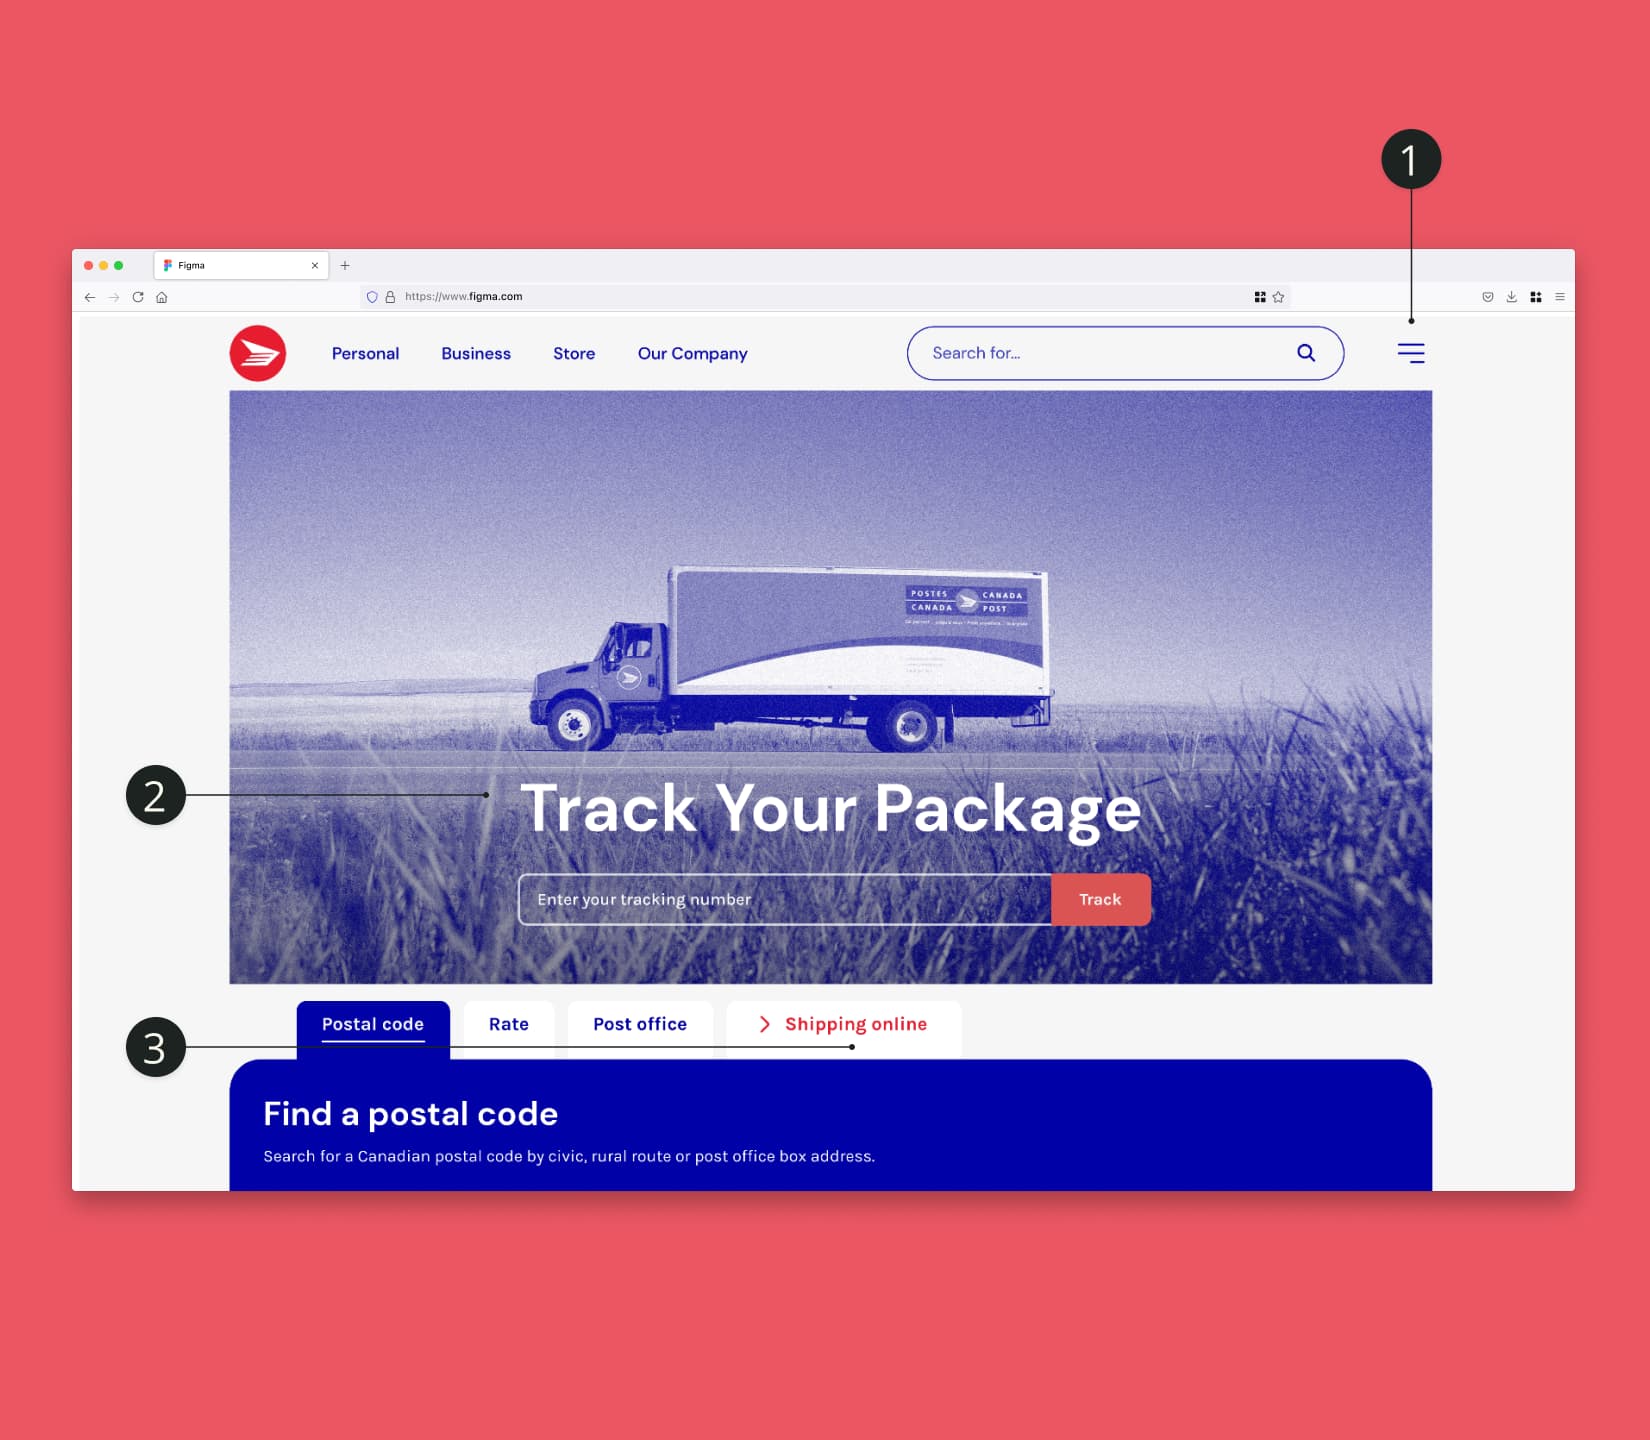 1
Figma
https://www.figma.com
Personal Business Store Our Company Search for...
POSTES CANADA
CANADA POST
2
Track Your Package
Enter your tracking number Track
Postal code Rate Post office Shipping online
3
Find a postal code
Search for a Canadian postal code by civic, rural route or post office box address.